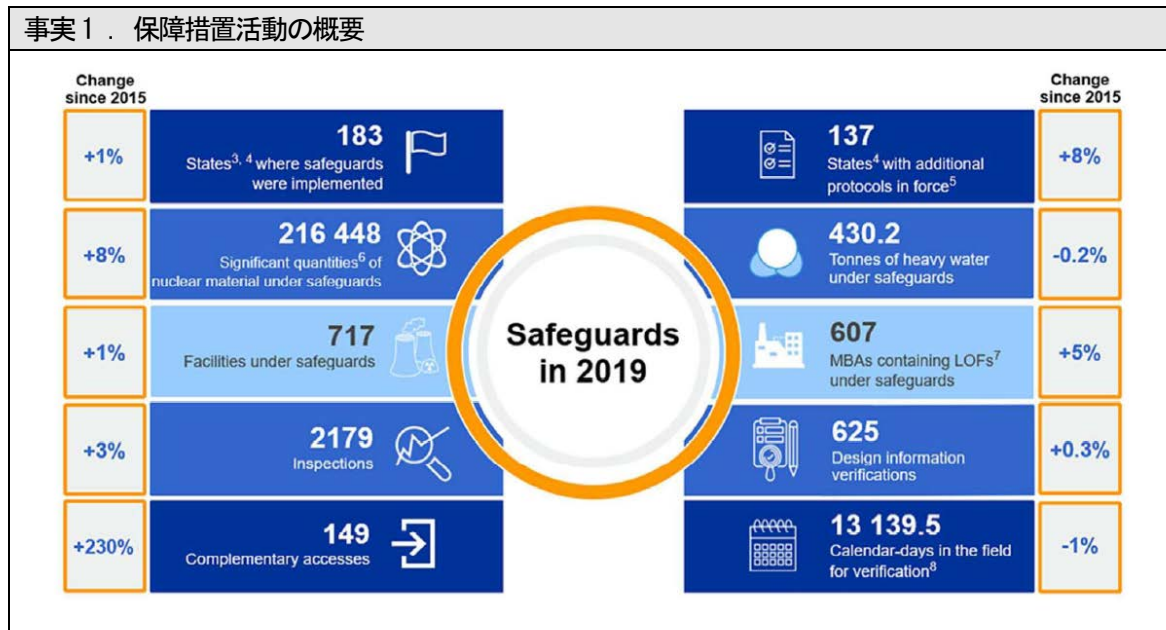 事実１． 保障措置活動の概要
Change
since 2015
+1%
183
States3, 4 where safeguards
were implemented
+8%
216 448
Significant quantities6 of
nuclear material under safeguards
+1%
717
Facilities under safeguards
+3%
2179
Inspections
+230%
149
Complementary accesses
Safeguards
in 2019
Change
since 2015
137
States4 with additional
protocols in force5
+8%
430.2
Tonnes of heavy water
under safeguards
-0.2%
607
MBAs containing LOFs7
under safeguards
+5%
625
Design information
verifications
+0.3%
13 139.5
Calendar-days in the field
for verification8
-1%